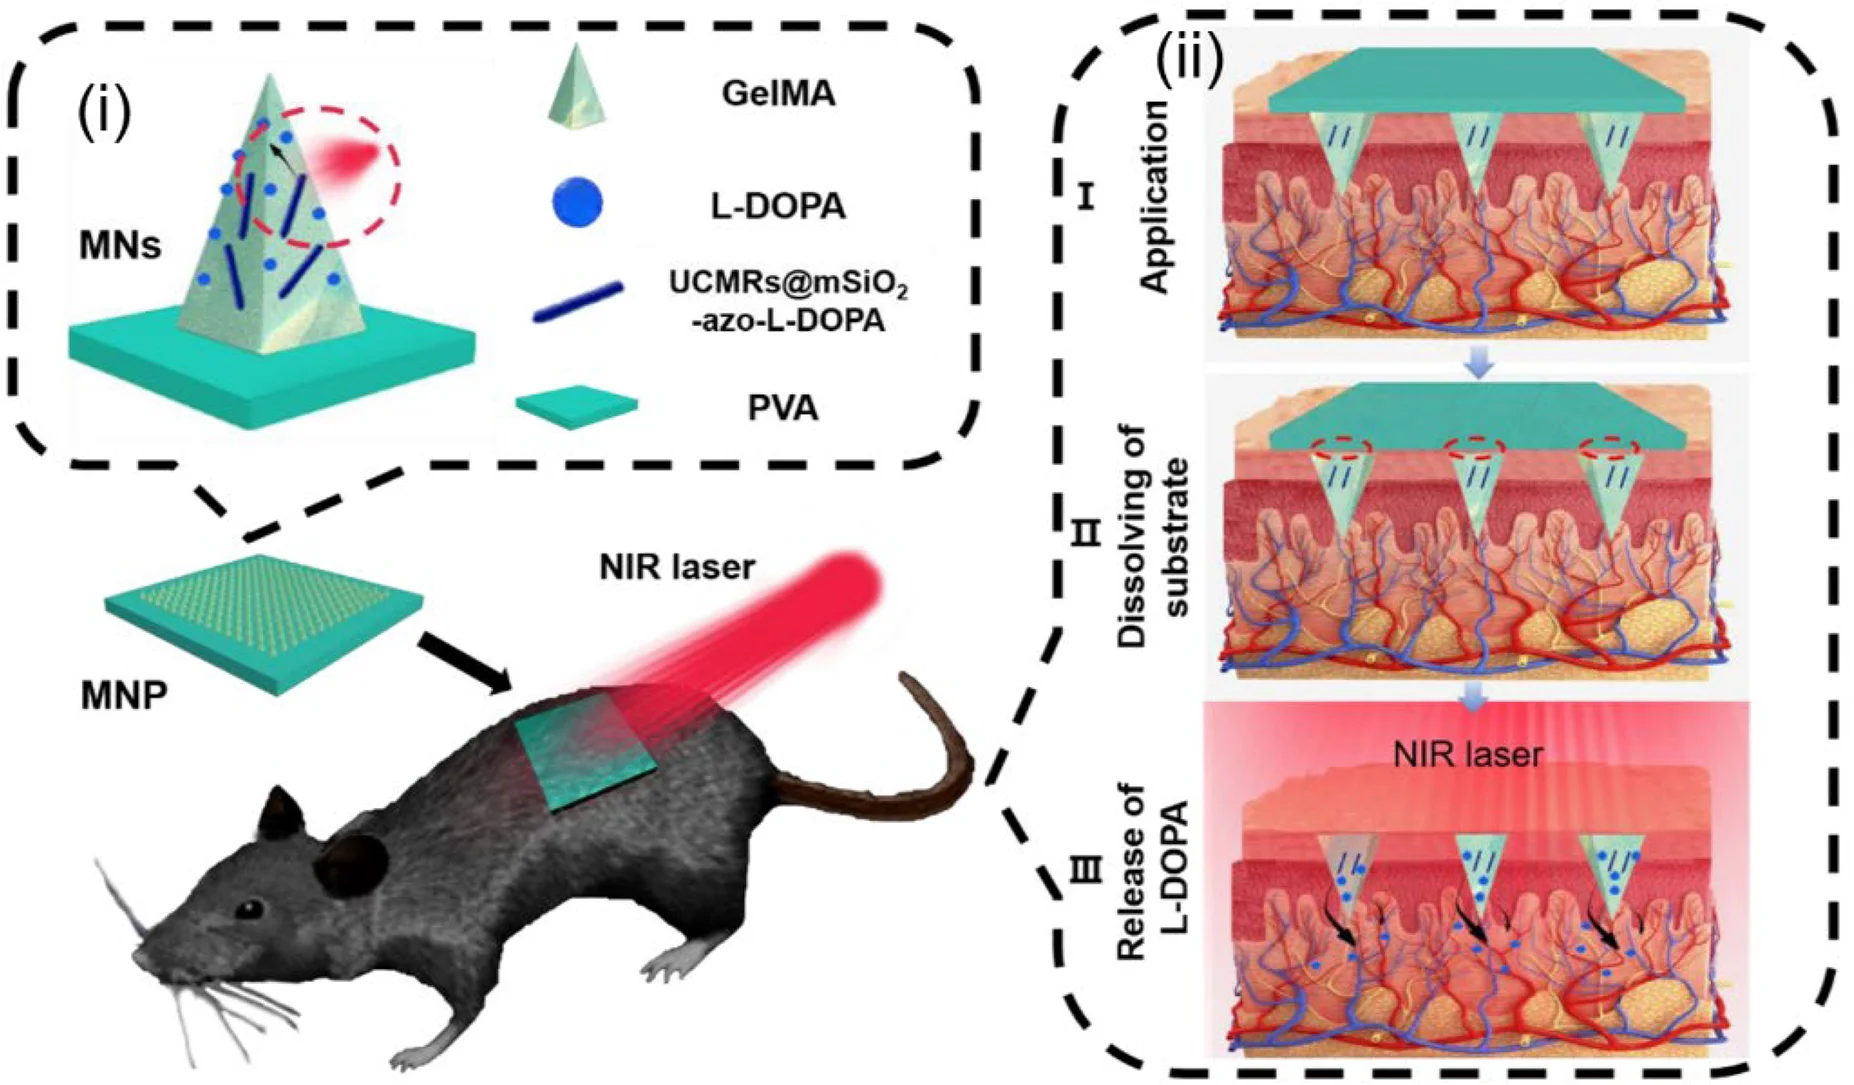 (i)
MNs
GelMA
L-DOPA
UCMRs@mSiO₂
-azo-L-DOPA
PVA
MNP
NIR laser
(ii)
I
Application
II
Dissolving of
substrate
III
Release of
L-DOPA
NIR laser